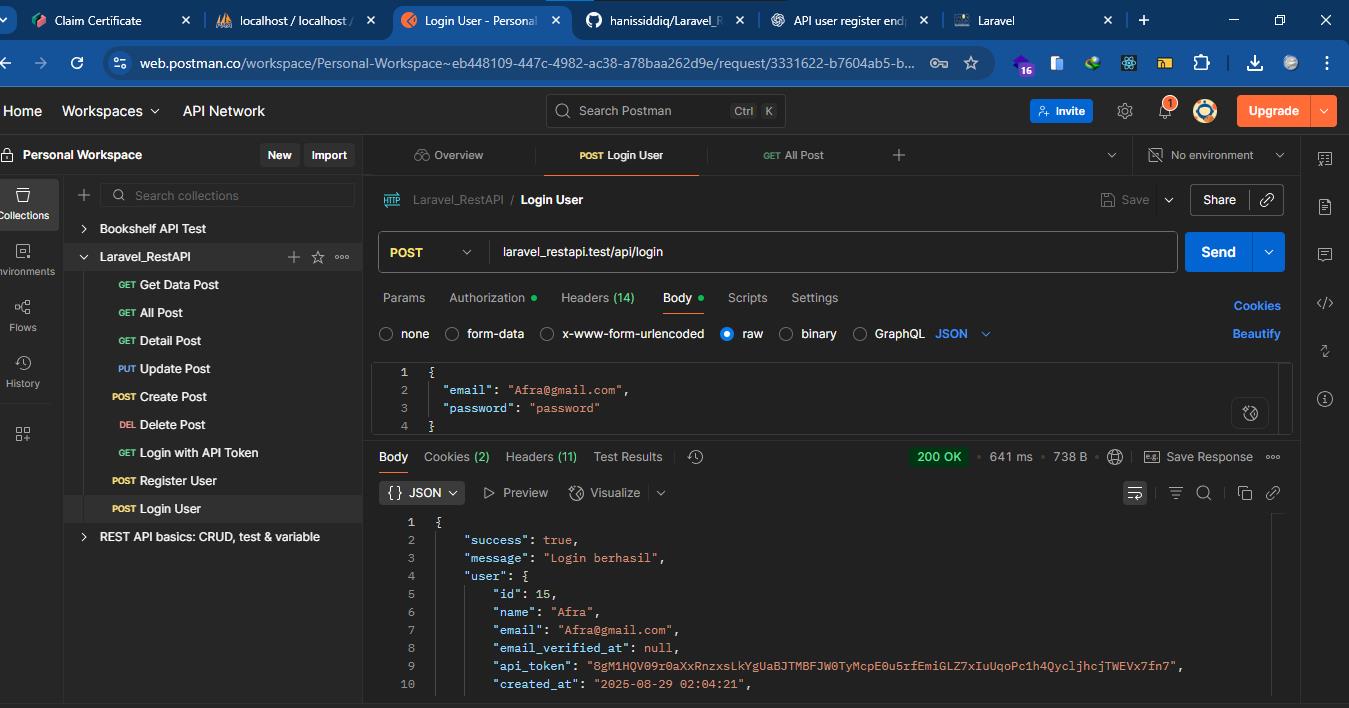 Claim Certificate
localhost / localhost /
Login User - Personal
hanissiddiq/Laravel_R
API user register end
Laravel
web.postman.co/workspace/Personal-Workspace~eb448109-447c-4982-ac38-a78baa262d9e/request/3331622-b7604ab5-b...
16
Home
Workspaces
API Network
Search Postman
Ctrl
K
Invite
1
Upgrade
Personal Workspace
New
Import
Overview
POST Login User
GET All Post
No environment
Collections
Search collections
Laravel_RestAPI / Login User
Save
Share
Bookshelf API Test
Laravel_RestAPI
POST
laravel_restapi.test/api/login
Send
nvironments
GET Get Data Post
Params
Authorization
Headers (14)
Body
Scripts
Settings
Cookies
GET All Post
Flows
GET Detail Post
none
form-data
x-www-form-urlencoded
raw
binary
GraphQL
JSON
Beautify
PUT Update Post
History
1 {
2 "email": "Afra@gmail.com",
3 "password": "password"
4 }
POST Create Post
DEL Delete Post
GET Login with API Token
POST Register User
POST Login User
REST API basics: CRUD, test & variable
Body
Cookies (2)
Headers (11)
Test Results
200 OK
641 ms
738 B
e.g.
Save Response
{} JSON
Preview
Visualize
1 {
2 "success": true,
3 "message": "Login berhasil",
4 "user": {
5 "id": 15,
6 "name": "Afra",
7 "email": "Afra@gmail.com",
8 "email_verified_at": null,
9 "api_token": "8gM1HQV09r0aXxRnzxsLkYgUaBJTMBFJW0TyMcpE0u5rfEmiGLZ7xIuUqoPc1h4QycljhcjTWEVx7fn7",
10 "created_at": "2025-08-29 02:04:21",